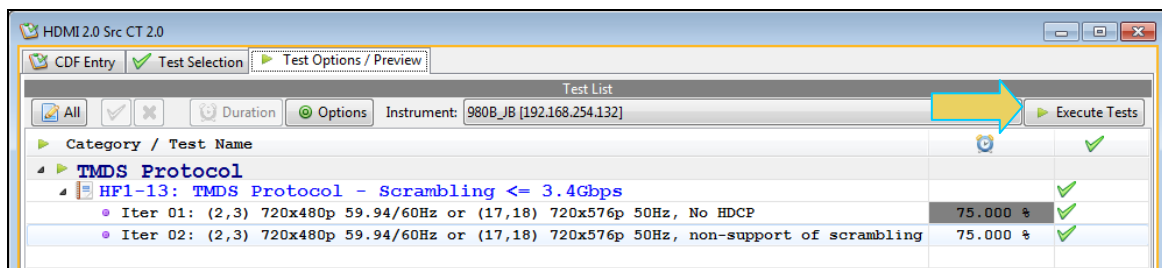 HDMI 2.0 Src CT 2.0
CDF Entry Test Selection Test Options / Preview
Test List
All Duration Options Instrument: 980B_JB [192.168.254.132] Execute Tests
Category / Test Name
TMDS Protocol
HF1-13: TMDS Protocol - Scrambling <= 3.4Gbps
Iter 01: (2,3) 720x480p 59.94/60Hz or (17,18) 720x576p 50Hz, No HDCP 75.000 %
Iter 02: (2,3) 720x480p 59.94/60Hz or (17,18) 720x576p 50Hz, non-support of scrambling 75.000 %